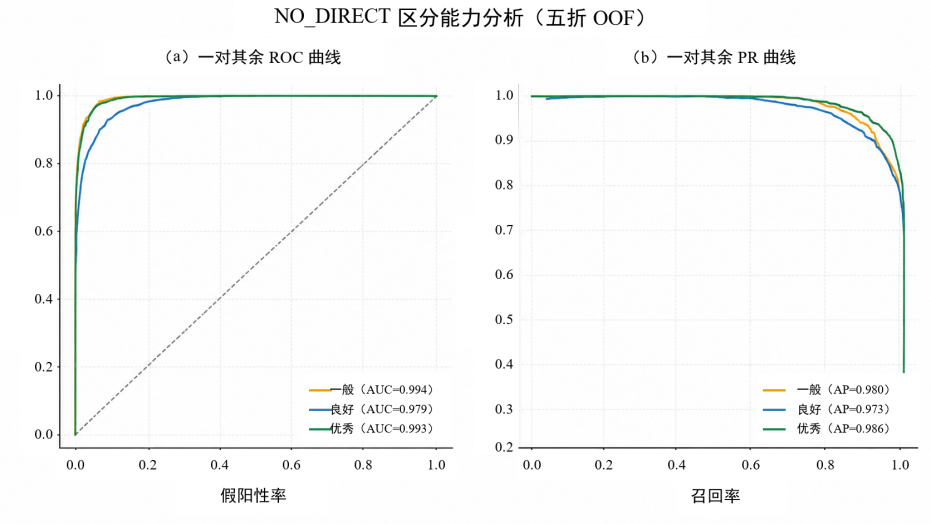 NO_DIRECT 区分能力分析（五折 OOF）
（a）一对其余 ROC 曲线
1.0
0.8
0.6
0.4
0.2
0.0
0.0 0.2 0.4 0.6 0.8 1.0
假阳性率
一般（AUC=0.994）
良好（AUC=0.979）
优秀（AUC=0.993）
（b）一对其余 PR 曲线
1.0
0.9
0.8
0.7
0.6
0.5
0.4
0.3
0.2
0.0 0.2 0.4 0.6 0.8 1.0
召回率
一般（AP=0.980）
良好（AP=0.973）
优秀（AP=0.986）